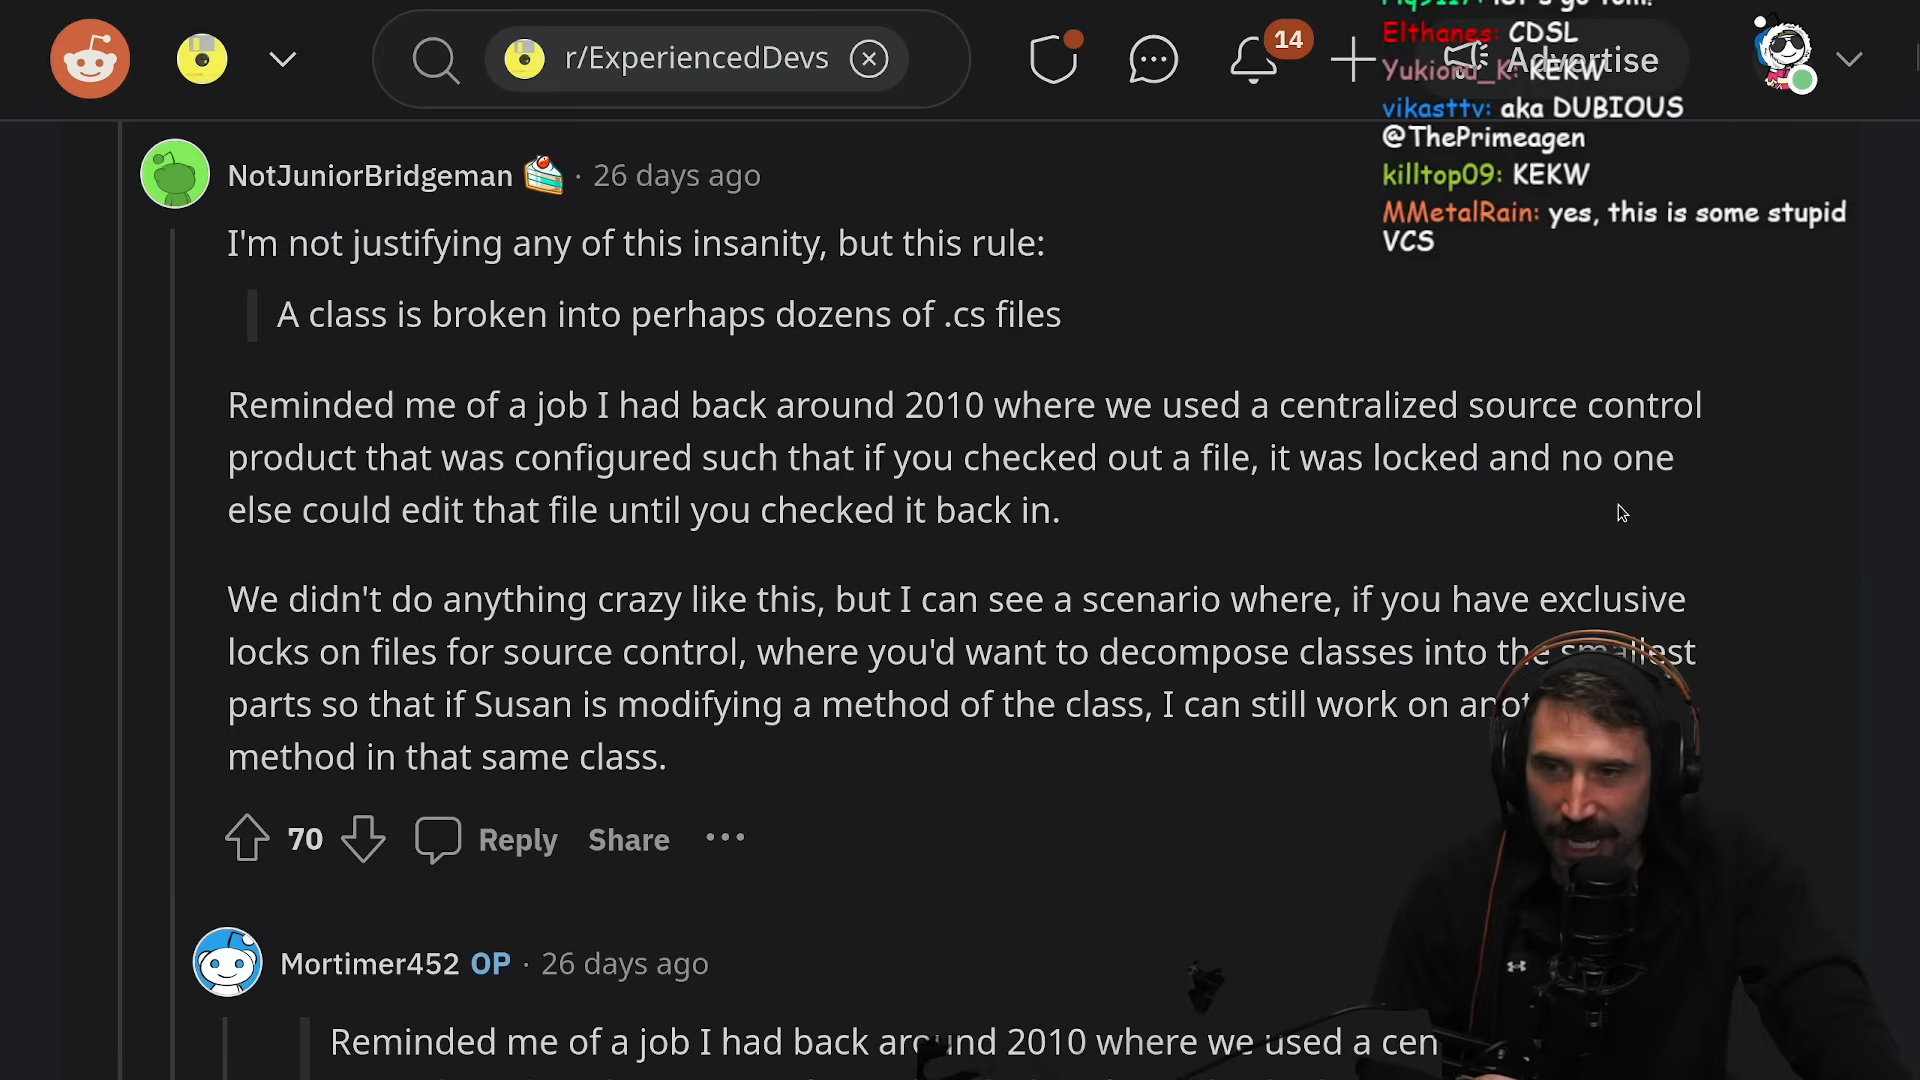 r/ExperiencedDevs
14
Advertise
Elthanes: CDSL
KEKW
vikasttv: aka DUBIOUS
@ThePrimeagen
killtop09: KEKW
MMetalRain: yes, this is some stupid
VCS
NotJuniorBridgeman · 26 days ago
I'm not justifying any of this insanity, but this rule:
A class is broken into perhaps dozens of .cs files
Reminded me of a job I had back around 2010 where we used a centralized source control
product that was configured such that if you checked out a file, it was locked and no one
else could edit that file until you checked it back in.
We didn't do anything crazy like this, but I can see a scenario where, if you have exclusive
locks on files for source control, where you'd want to decompose classes into the smallest
parts so that if Susan is modifying a method of the class, I can still work on
method in that same class.
70 Reply Share
Mortimer452 OP · 26 days ago
Reminded me of a job I had back around 2010 where we used a cen